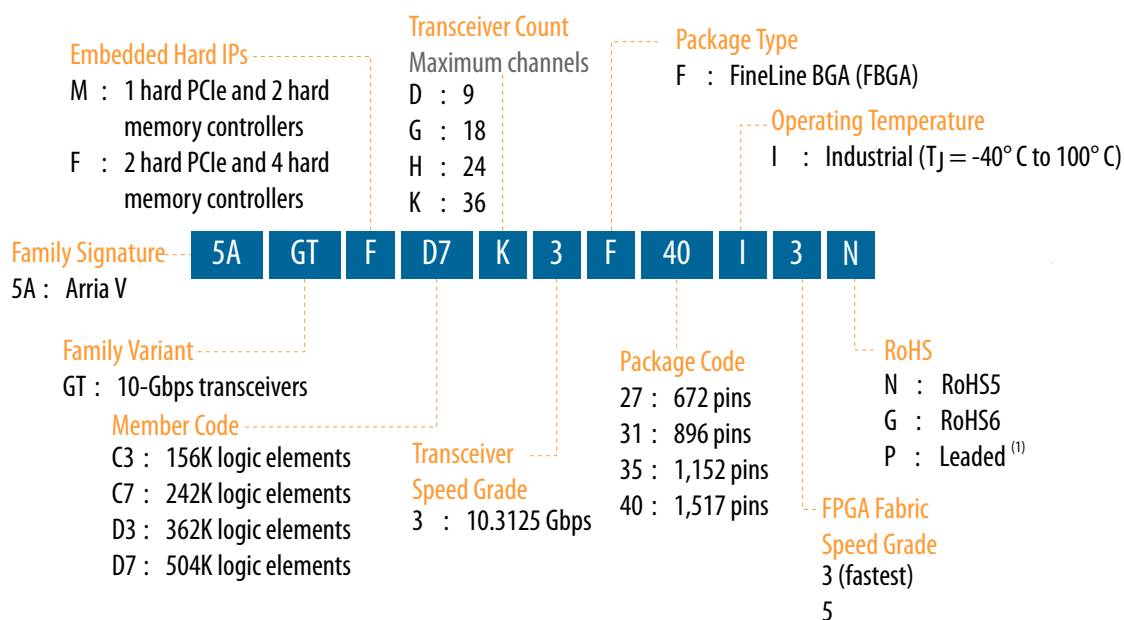 Embedded Hard IPs
M : 1 hard PCIe and 2 hard
memory controllers
F : 2 hard PCIe and 4 hard
memory controllers
Transceiver Count
Maximum channels
D : 9
G : 18
H : 24
K : 36
Package Type
F : FineLine BGA (FBGA)
Operating Temperature
I : Industrial (TJ = -40° C to 100° C)
Family Signature
5A : Arria V
5A GT F D7 K 3 F 40 I 3 N
Family Variant
GT : 10-Gbps transceivers
Member Code
C3 : 156K logic elements
C7 : 242K logic elements
D3 : 362K logic elements
D7 : 504K logic elements
Transceiver
Speed Grade
3 : 10.3125 Gbps
Package Code
27 : 672 pins
31 : 896 pins
35 : 1,152 pins
40 : 1,517 pins
RoHS
N : RoHS5
G : RoHS6
P : Leaded (1)
FPGA Fabric
Speed Grade
3 (fastest)
5